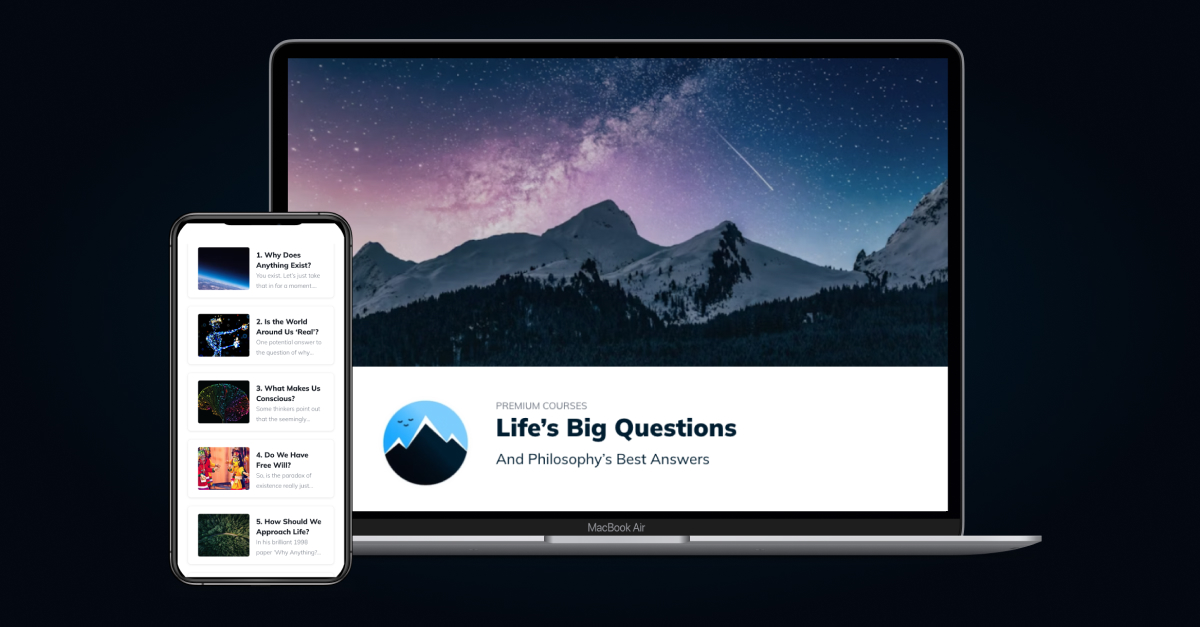 1. Why Does
Anything Exist?
You exist. Let's just take
that in for a moment....
2. Is the World
Around Us ‘Real’?
One potential answer to
the question of why...
3. What Makes Us
Conscious?
Some thinkers point out
that the seemingly...
4. Do We Have
Free Will?
So, is the paradox of
existence really just...
5. How Should We
Approach Life?
In his brilliant 1998
paper ‘Why Anything?...
PREMIUM COURSES
Life’s Big Questions
And Philosophy’s Best Answers
MacBook Air